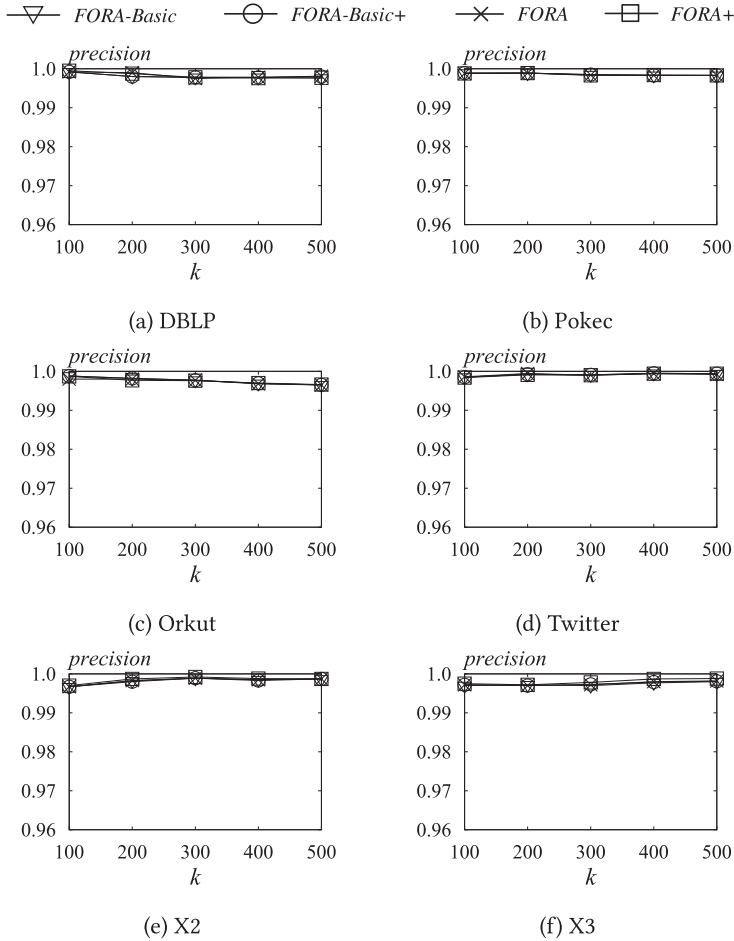 FORA-Basic FORA-Basic+ FORA FORA+
precision precision
1.0 1.0
0.99 0.99
0.98 0.98
0.97 0.97
0.96 0.96
100 200 300 400 500 100 200 300 400 500
k k
(a) DBLP (b) Pokec
precision precision
1.0 1.0
0.99 0.99
0.98 0.98
0.97 0.97
0.96 0.96
100 200 300 400 500 100 200 300 400 500
k k
(c) Orkut (d) Twitter
precision precision
1.0 1.0
0.99 0.99
0.98 0.98
0.97 0.97
0.96 0.96
100 200 300 400 500 100 200 300 400 500
k k
(e) X2 (f) X3